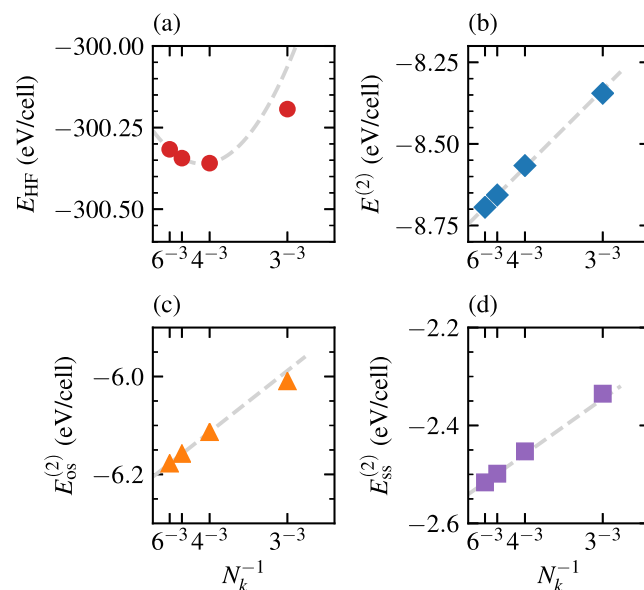 (a)
−300.00
−300.25
−300.50
E_HF (eV/cell)
6⁻³ 4⁻³ 3⁻³
(b)
−8.25
−8.50
−8.75
E⁽²⁾ (eV/cell)
6⁻³ 4⁻³ 3⁻³
(c)
−6.0
−6.2
E_os⁽²⁾ (eV/cell)
6⁻³ 4⁻³ 3⁻³
N_k⁻¹
(d)
−2.2
−2.4
−2.6
E_ss⁽²⁾ (eV/cell)
6⁻³ 4⁻³ 3⁻³
N_k⁻¹